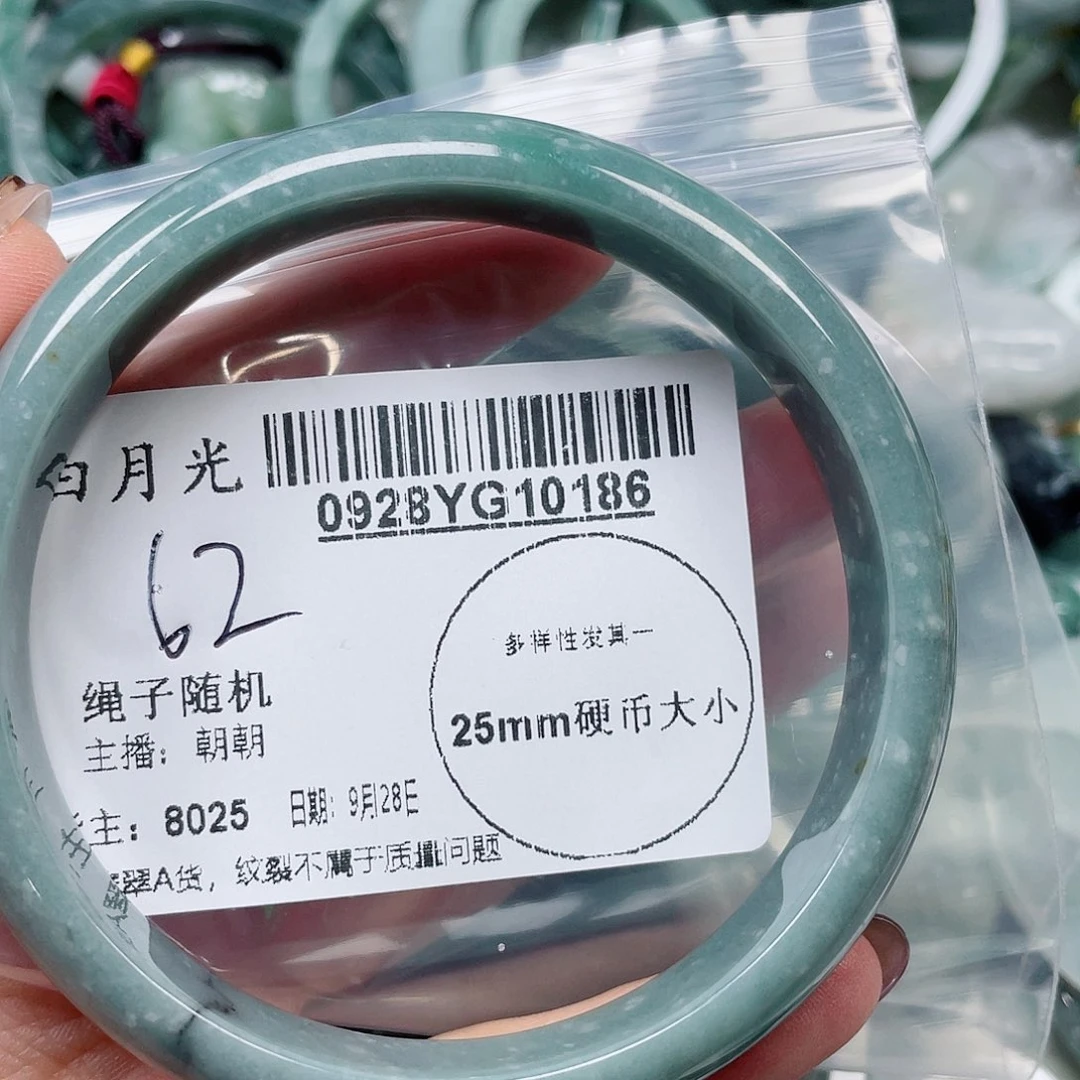 白月光
0928YG10186
62
多样性发其一
25mm硬币大小
绳子随机
主播：朝朝
主：8025 日期：9月28日
翠A货，纹裂不属于质量问题